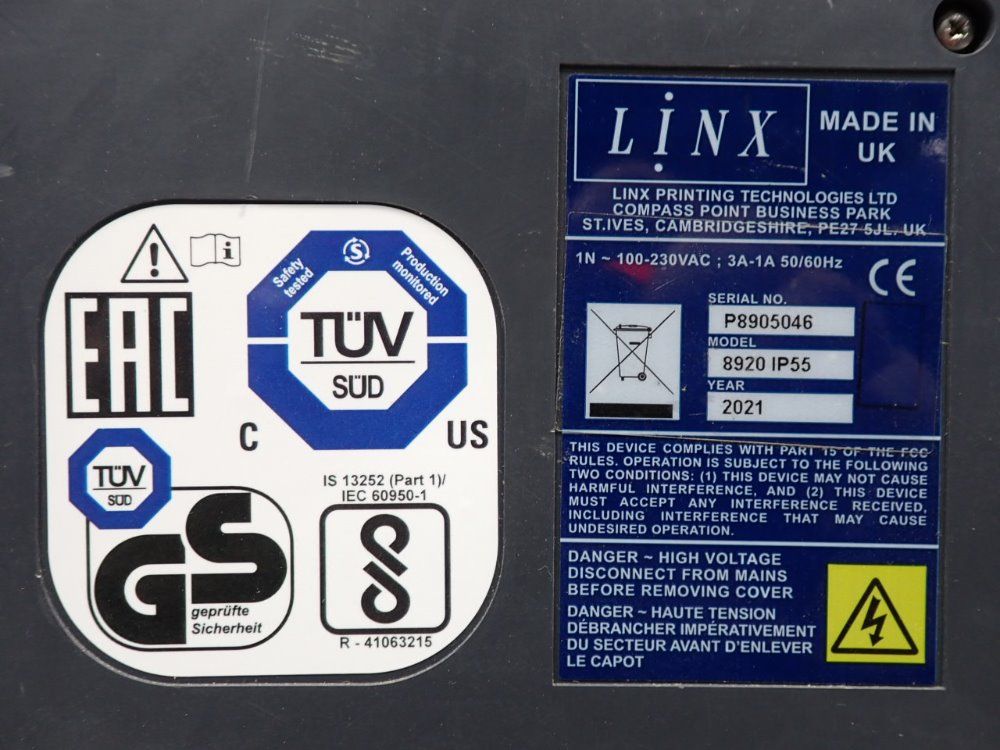 EAC
Safety
tested
Production
monitored
TÜV
SÜD
C
US
TÜV
SÜD
GS
geprüfte
Sicherheit
IS 13252 (Part 1)/
IEC 60950-1
R - 41063215
LINX
MADE IN
UK
LINX PRINTING TECHNOLOGIES LTD
COMPASS POINT BUSINESS PARK
ST.IVES, CAMBRIDGESHIRE, PE27 5JL. UK
1N ~ 100-230VAC ; 3A-1A 50/60Hz
CE
SERIAL NO.
P8905046
MODEL
8920 IP55
YEAR
2021
THIS DEVICE COMPLIES WITH PART 15 OF THE FCC
RULES. OPERATION IS SUBJECT TO THE FOLLOWING
TWO CONDITIONS: (1) THIS DEVICE MAY NOT CAUSE
HARMFUL INTERFERENCE, AND (2) THIS DEVICE
MUST ACCEPT ANY INTERFERENCE RECEIVED,
INCLUDING INTERFERENCE THAT MAY CAUSE
UNDESIRED OPERATION.
DANGER ~ HIGH VOLTAGE
DISCONNECT FROM MAINS
BEFORE REMOVING COVER
DANGER ~ HAUTE TENSION
DÉBRANCHER IMPÉRATIVEMENT
DU SECTEUR AVANT D'ENLEVER
LE CAPOT